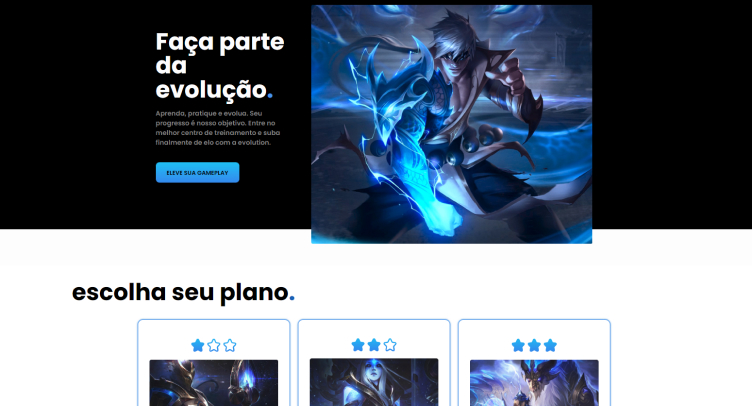 Faça parte
da
evolução.
Aprenda, pratique e evolua. Seu
progresso é nosso objetivo. Entre no
melhor centro de treinamento e suba
finalmente de elo com a evolution.
ELEVE SUA GAMEPLAY
escolha seu plano.